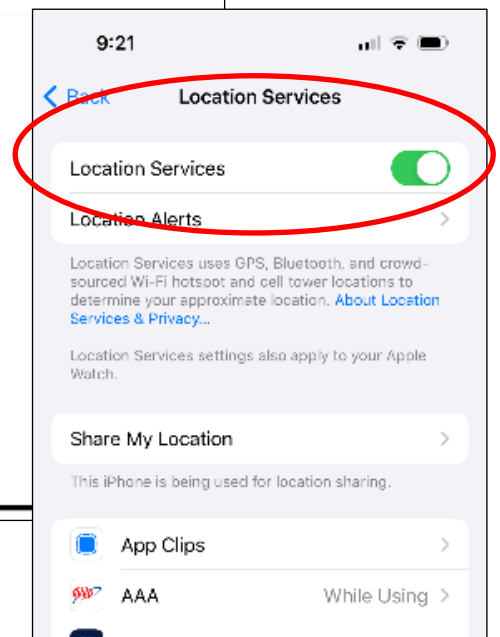 9:21
Back Location Services
Location Services
Location Alerts
Location Services uses GPS, Bluetooth, and crowd-
sourced Wi-Fi hotspot and cell tower locations to
determine your approximate location. About Location
Services & Privacy...
Location Services settings also apply to your Apple
Watch.
Share My Location
This iPhone is being used for location sharing.
App Clips
AAA While Using